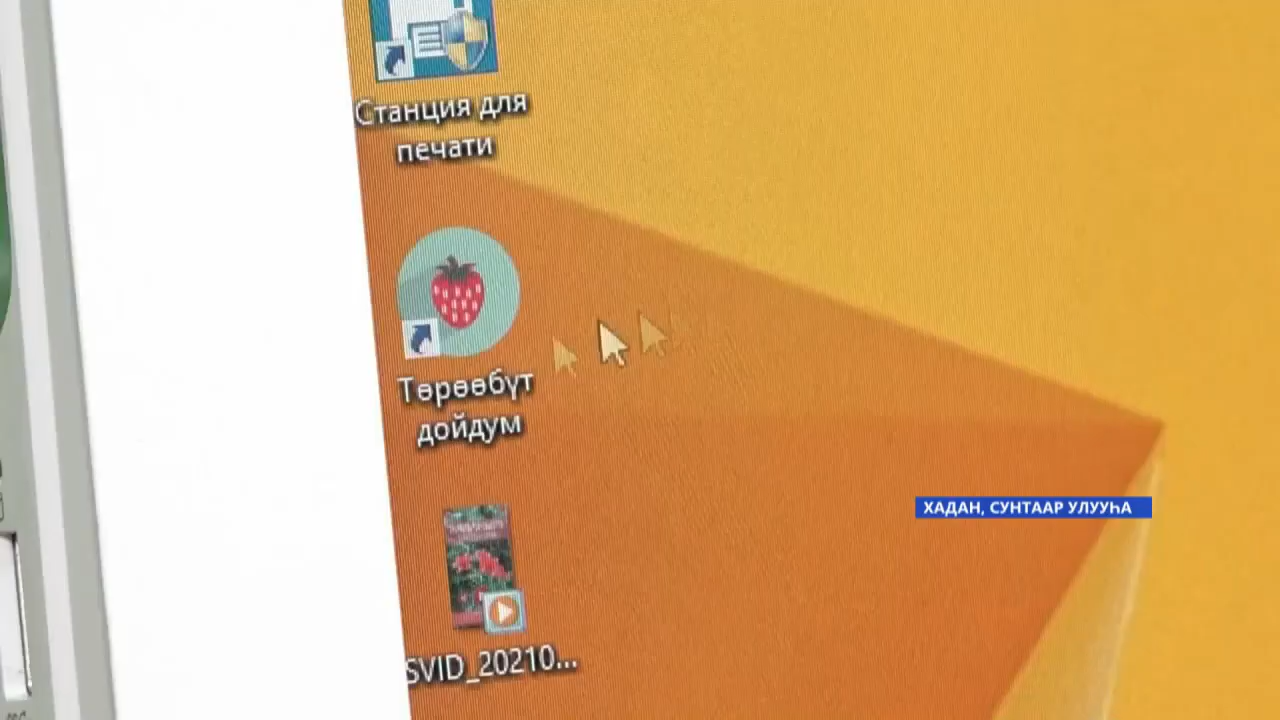 Станция для
печати
Төрөөбүт
дойдум
ХАДАН, СУНТААР УЛУУҺА
SVID_20210...